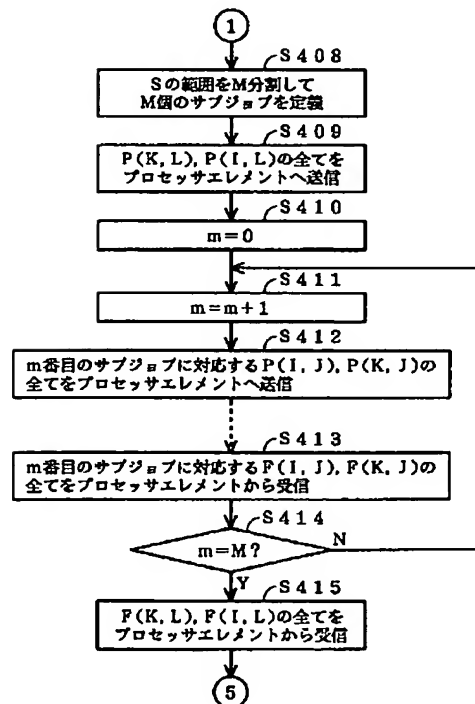 1
S408
Sの範囲をM分割して
M個のサブジョブを定義
S409
P(K, L), P(I, L)の全てを
プロセッサエレメントへ送信
S410
m=0
S411
m=m+1
S412
m番目のサブジョブに対応するP(I, J), P(K, J)の
全てをプロセッサエレメントへ送信
S413
m番目のサブジョブに対応するF(I, J), F(K, J)の
全てをプロセッサエレメントから受信
S414
m=M?
N
Y
S415
F(K, L), F(I, L)の全てを
プロセッサエレメントから受信
5